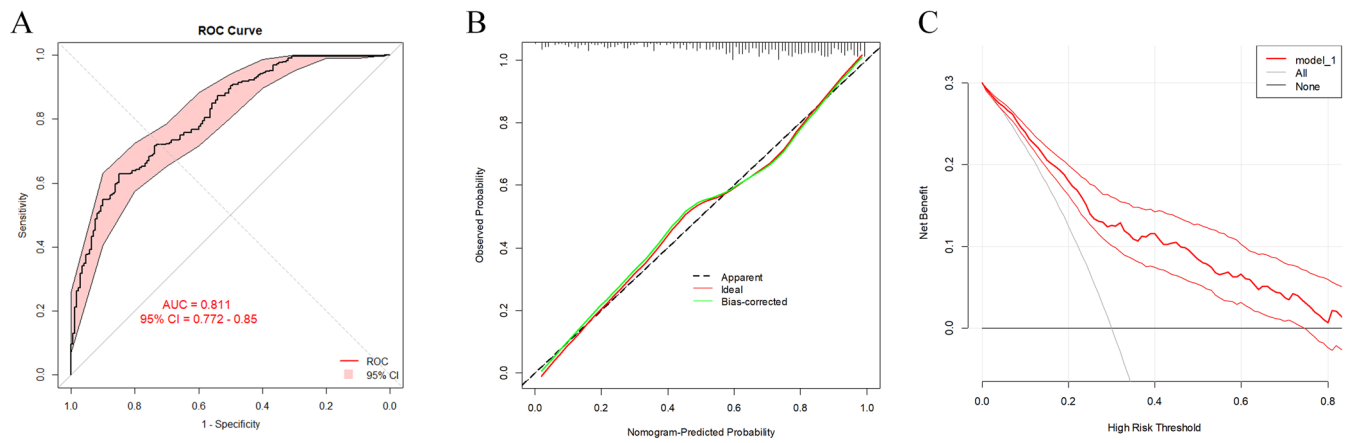 A
ROC Curve
Sensitivity
1.0
0.8
0.6
0.4
0.2
0.0
AUC = 0.811
95% CI = 0.772 - 0.85
ROC
95% CI
1.0 0.8 0.6 0.4 0.2 0.0
1 - Specificity
B
Observed Probability
1.0
0.8
0.6
0.4
0.2
0.0
Apparent
Ideal
Bias-corrected
0.0 0.2 0.4 0.6 0.8 1.0
Nomogram-Predicted Probability
C
Net Benefit
0.3
0.2
0.1
0.0
model_1
All
None
0.0 0.2 0.4 0.6 0.8
High Risk Threshold